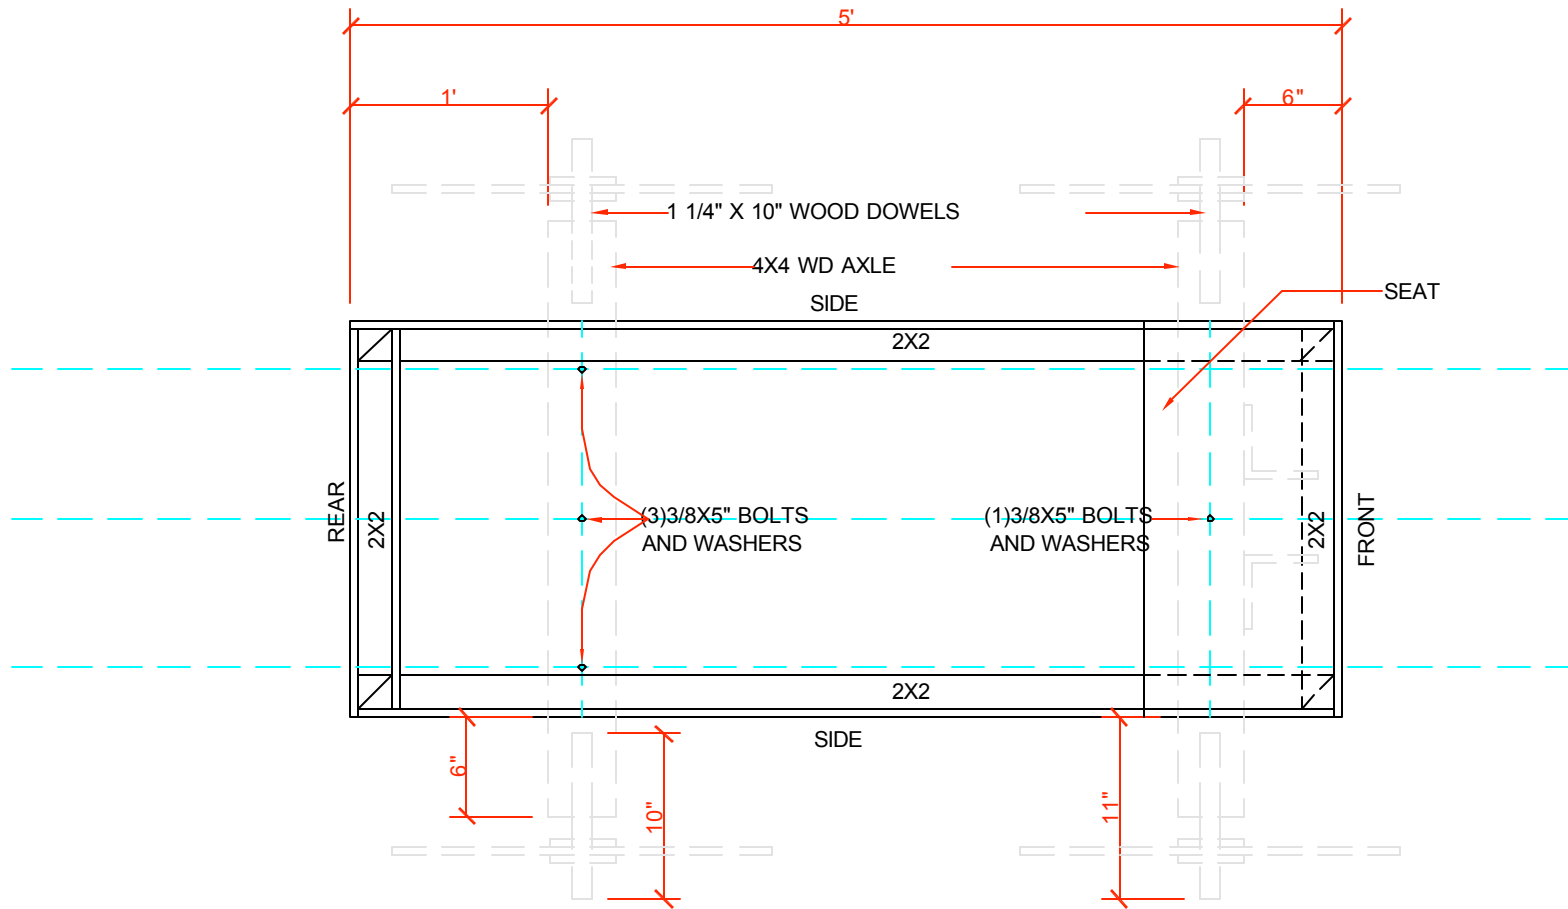 5'
1'
6"
1 1/4" X 10" WOOD DOWELS
4X4 WD AXLE
SEAT
SIDE
2X2
REAR
2X2
(3)3/8X5" BOLTS
AND WASHERS
(1)3/8X5" BOLTS
AND WASHERS
2X2
FRONT
2X2
SIDE
6"
10"
11"